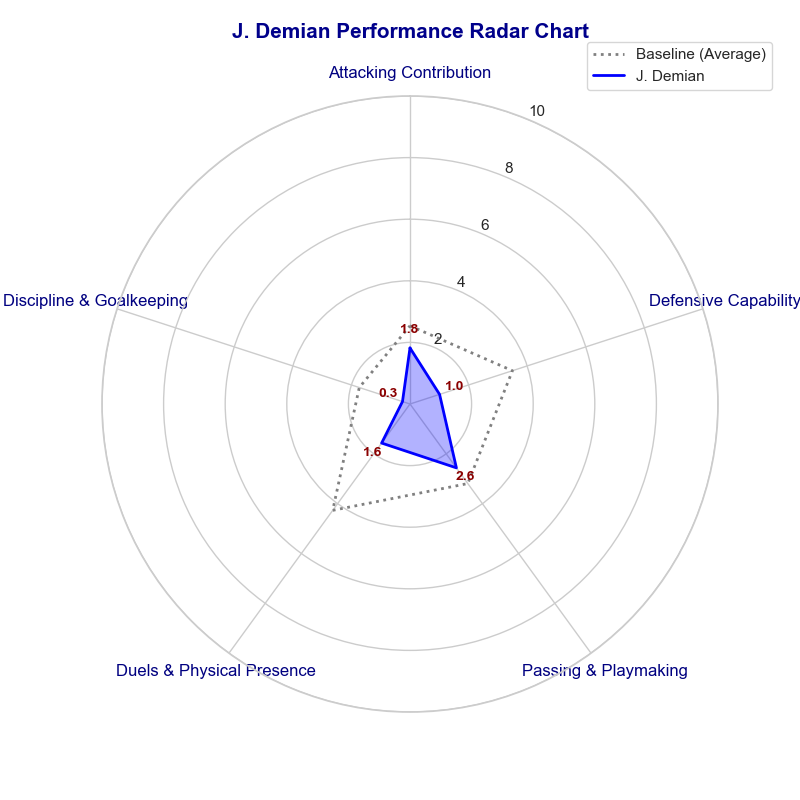 J. Demian Performance Radar Chart
Baseline (Average)
J. Demian
Attacking Contribution
10
8
6
4
2
Discipline & Goalkeeping
Defensive Capability
1.8
1.0
0.3
1.6
2.6
Duels & Physical Presence
Passing & Playmaking